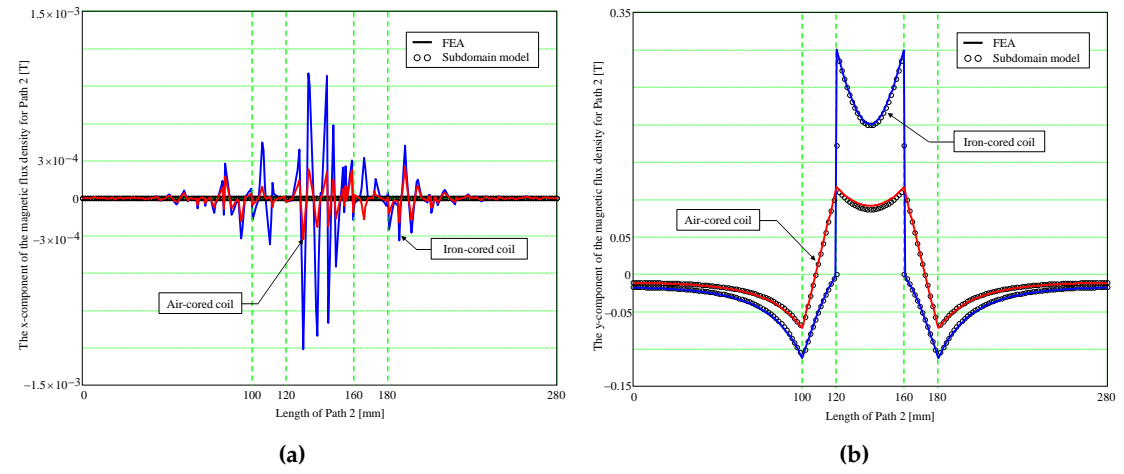 1.5×10⁻³
FEA
Subdomain model
3×10⁻⁴
0
−3×10⁻⁴
−1.5×10⁻³
Air-cored coil
Iron-cored coil
The x-component of the magnetic flux density for Path 2 [T]
0
100
120
160
180
280
Length of Path 2 [mm]
(a)
0.35
FEA
Subdomain model
Iron-cored coil
Air-cored coil
0.05
0
−0.05
−0.15
The y-component of the magnetic flux density for Path 2 [T]
0
100
120
160
180
280
Length of Path 2 [mm]
(b)